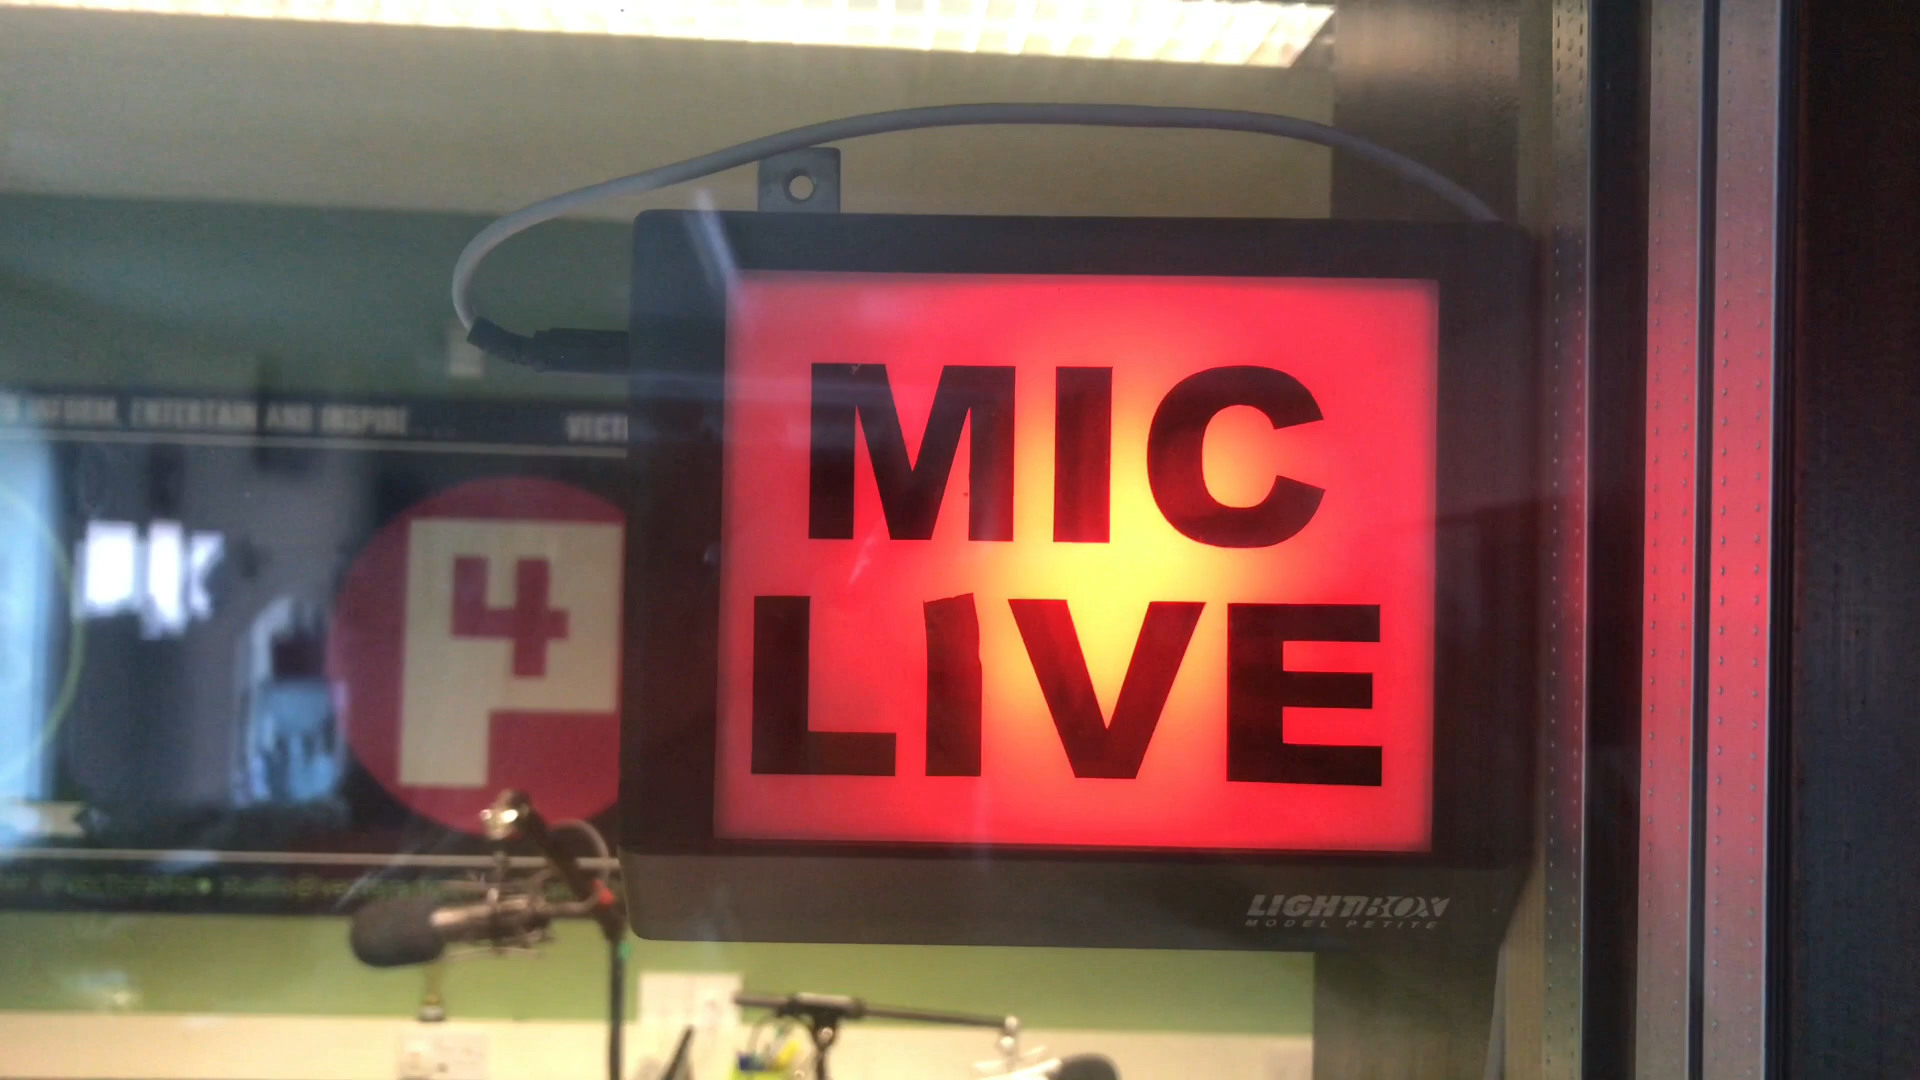 MIC
LIVE
LIGHTBOX
MODEL PETITE
INFORM, ENTERTAIN AND INSPIRE...
4